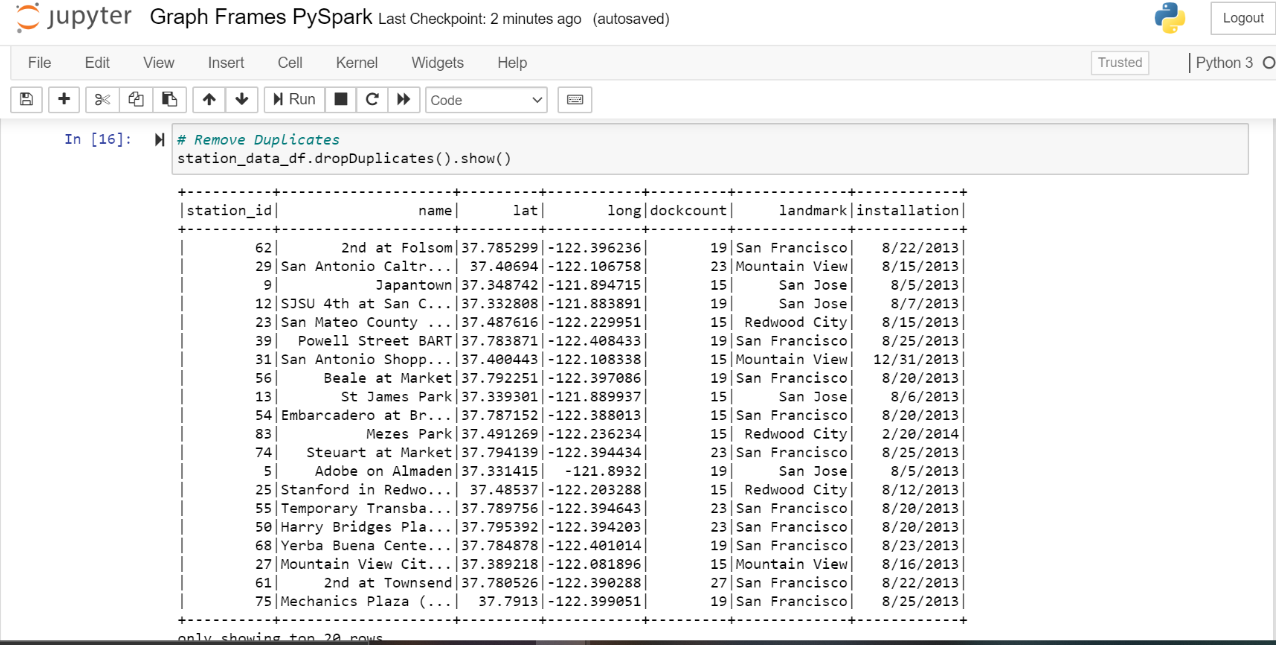 jupyter Graph Frames PySpark Last Checkpoint: 2 minutes ago (autosaved) Logout
File Edit View Insert Cell Kernel Widgets Help Trusted Python 3
Run Code
In [16]: # Remove Duplicates
station_data_df.dropDuplicates().show()
+----------+--------------------+---------+-----------+---------+-------------+------------+
|station_id|                name|      lat|       long|dockcount|     landmark|installation|
+----------+--------------------+---------+-----------+---------+-------------+------------+
|        62|       2nd at Folsom|37.785299|-122.396236|       19|San Francisco|   8/22/2013|
|        29|San Antonio Caltr...| 37.40694|-122.106758|       23|Mountain View|   8/15/2013|
|         9|           Japantown|37.348742|-121.894715|       15|     San Jose|    8/5/2013|
|        12|SJSU 4th at San C...|37.332808|-121.883891|       19|     San Jose|    8/7/2013|
|        23|San Mateo County ...|37.487616|-122.229951|       15| Redwood City|   8/15/2013|
|        39|  Powell Street BART|37.783871|-122.408433|       19|San Francisco|   8/25/2013|
|        31|San Antonio Shopp...|37.400443|-122.108338|       15|Mountain View|  12/31/2013|
|        56|     Beale at Market|37.792251|-122.397086|       19|San Francisco|   8/20/2013|
|        13|       St James Park|37.339301|-121.889937|       15|     San Jose|    8/6/2013|
|        54|Embarcadero at Br...|37.787152|-122.388013|       15|San Francisco|   8/20/2013|
|        83|          Mezes Park|37.491269|-122.236234|       15| Redwood City|   2/20/2014|
|        74|   Steuart at Market|37.794139|-122.394434|       23|San Francisco|   8/25/2013|
|         5|    Adobe on Almaden|37.331415|  -121.8932|       19|     San Jose|    8/5/2013|
|        25|Stanford in Redwo...| 37.48537|-122.203288|       15| Redwood City|   8/12/2013|
|        55|Temporary Transba...|37.789756|-122.394643|       23|San Francisco|   8/20/2013|
|        50|Harry Bridges Pla...|37.795392|-122.394203|       23|San Francisco|   8/20/2013|
|        68|Yerba Buena Cente...|37.784878|-122.401014|       19|San Francisco|   8/23/2013|
|        27|Mountain View Cit...|37.389218|-122.081896|       15|Mountain View|   8/16/2013|
|        61|     2nd at Townsend|37.780526|-122.390288|       27|San Francisco|   8/22/2013|
|        75|Mechanics Plaza (...|  37.7913|-122.399051|       19|San Francisco|   8/25/2013|
+----------+--------------------+---------+-----------+---------+-------------+------------+
only showing top 20 rows